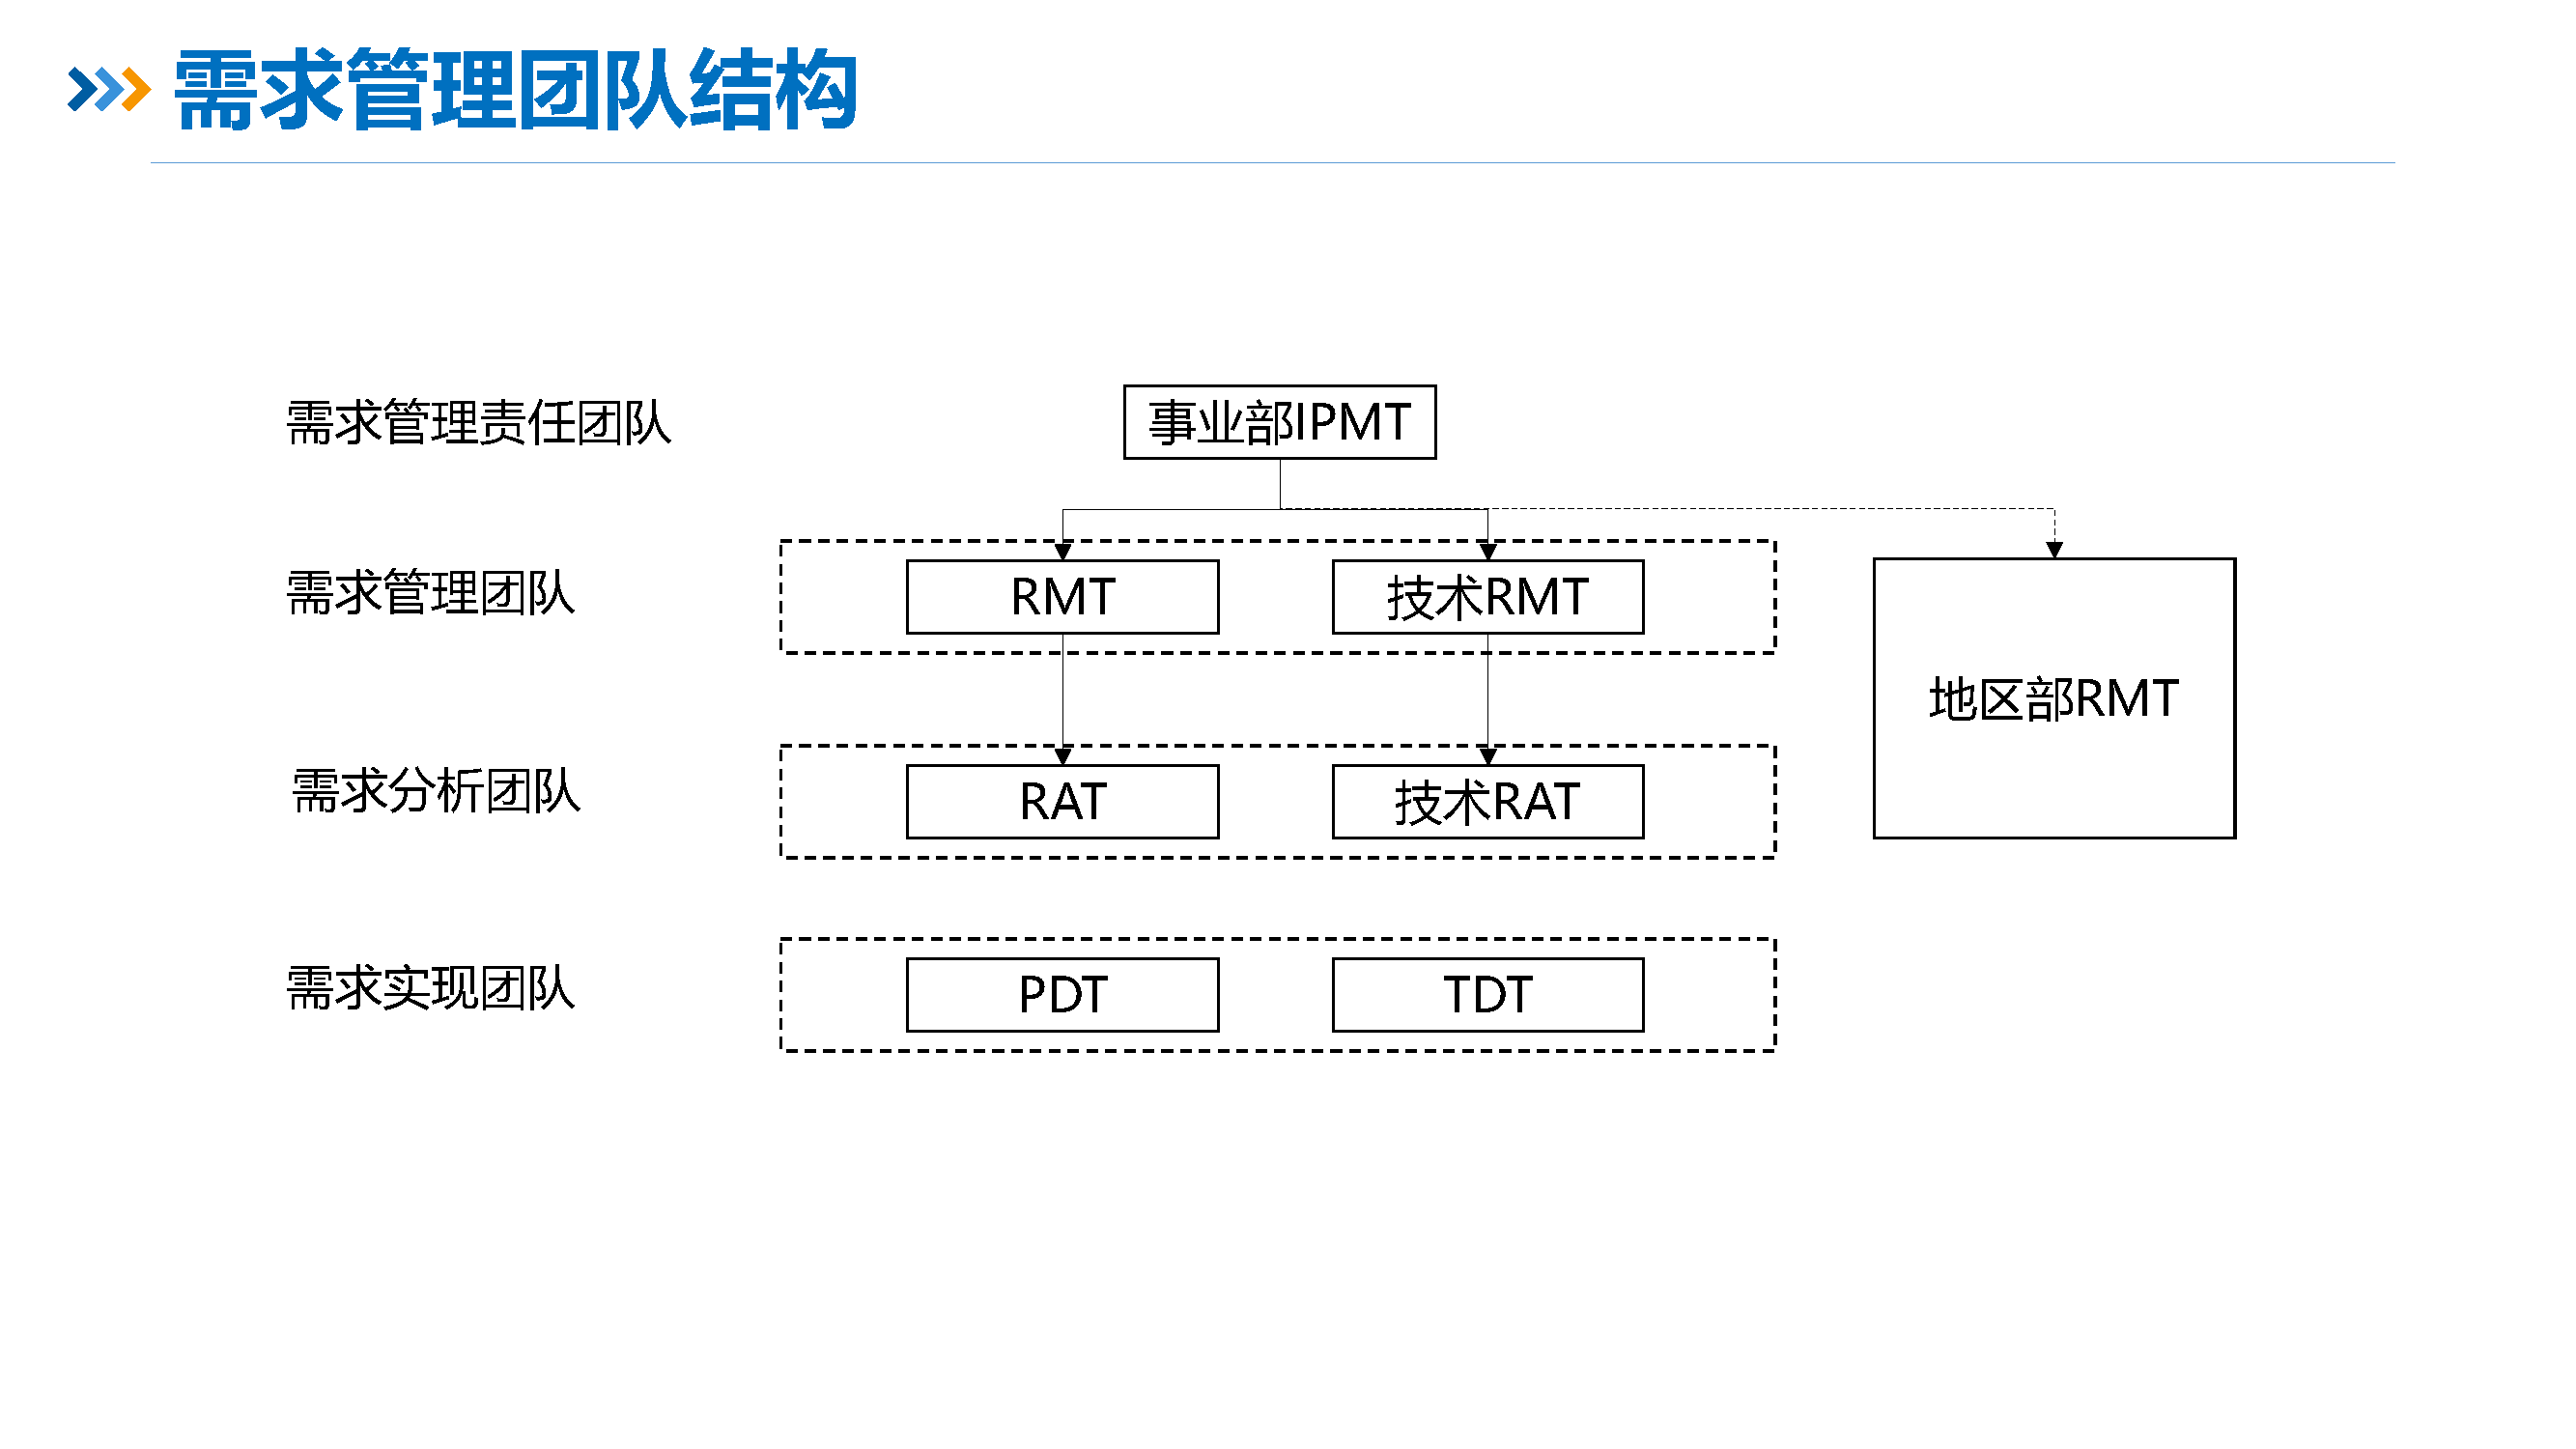 需求管理团队结构
需求管理责任团队
事业部IPMT
需求管理团队
RMT
技术RMT
地区部RMT
需求分析团队
RAT
技术RAT
需求实现团队
PDT
TDT